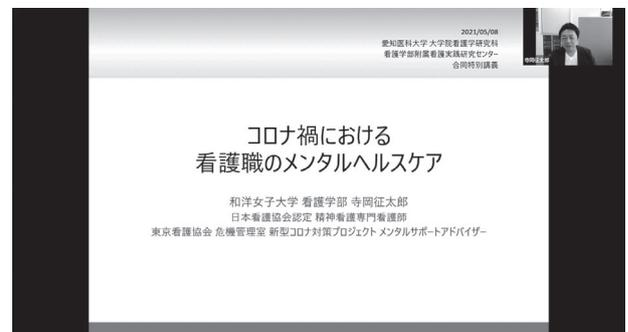 2021/05/08
愛知医科大学 大学院看護学研究科
看護学部附属看護実践研究センター
合同特別講義
寺岡征太郎
コロナ禍における
看護職のメンタルヘルスケア
和洋女子大学 看護学部 寺岡征太郎
日本看護協会認定 精神看護専門看護師
東京看護協会 危機管理室 新型コロナ対策プロジェクト メンタルサポートアドバイザー